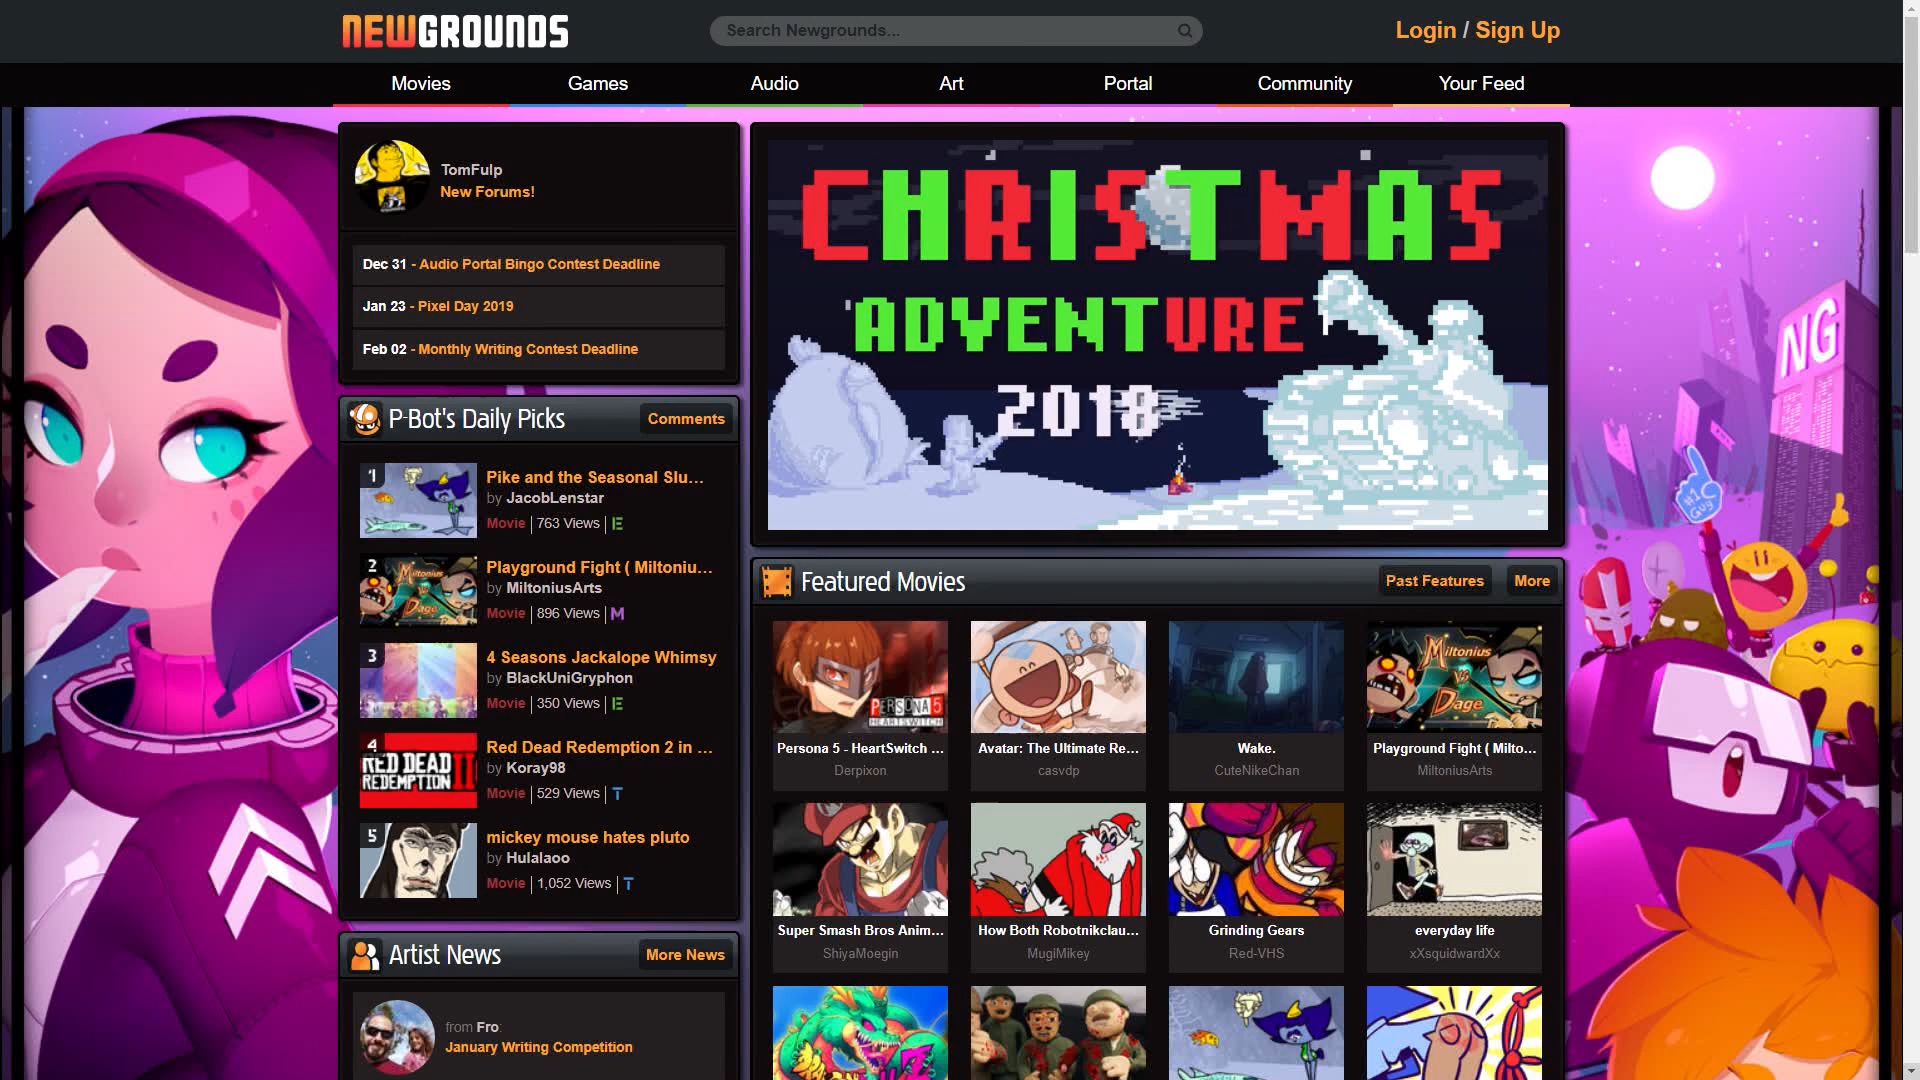 NEWGROUNDS
Search Newgrounds...
Login / Sign Up
Movies
Games
Audio
Art
Portal
Community
Your Feed
TomFulp
New Forums!
Dec 31 - Audio Portal Bingo Contest Deadline
Jan 23 - Pixel Day 2019
Feb 02 - Monthly Writing Contest Deadline
P-Bot's Daily Picks
Comments
1
Pike and the Seasonal Slu...
by JacobLenstar
Movie | 763 Views | E
2
Miltonius
VS
Dage
Playground Fight ( Miltoniu...
by MiltoniusArts
Movie | 896 Views | M
3
4 Seasons Jackalope Whimsy
by BlackUniGryphon
Movie | 350 Views | E
4
RED DEAD
REDEMPTION II
Red Dead Redemption 2 in ...
by Koray98
Movie | 529 Views | T
5
mickey mouse hates pluto
by Hulalaoo
Movie | 1,052 Views | T
Artist News
More News
from Fro:
January Writing Competition
CHRISTMAS
ADVENTURE
2018
Featured Movies
Past Features
More
PERSONA 5
HEARTSWITCH
Persona 5 - HeartSwitch ...
Derpixon
Avatar: The Ultimate Re...
casvdp
Wake.
CuteNikeChan
Miltonius
VS
Dage
Playground Fight ( Milto...
MiltoniusArts
Super Smash Bros Anim...
ShiyaMoegin
How Both Robotnikclau...
MugiMikey
Grinding Gears
Red-VHS
everyday life
xXsquidwardXx
NG
#1
Guy